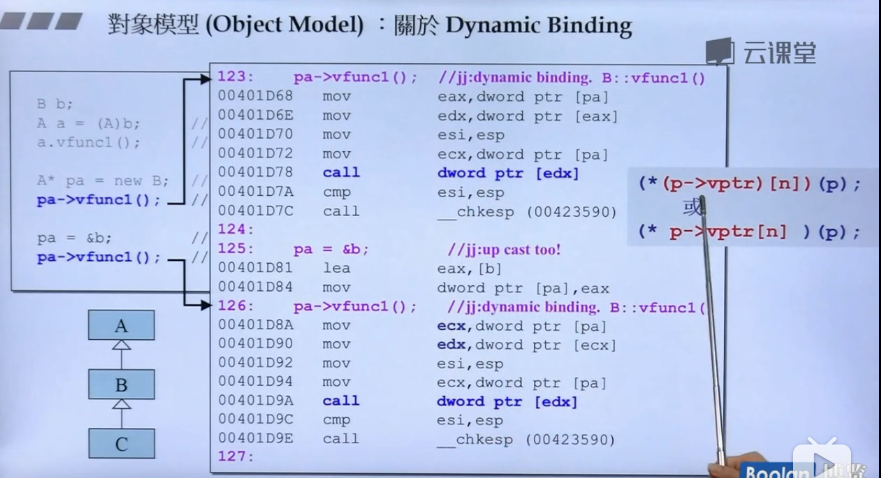 對象模型 (Object Model) ：關於 Dynamic Binding
云课堂
B b;
A a = (A)b; //
a.vfunc1(); //
A* pa = new B; //
pa->vfunc1(); //
pa = &b; //
pa->vfunc1(); //
123: pa->vfunc1(); //jj:dynamic binding. B::vfunc1()
00401D68 mov eax,dword ptr [pa]
00401D6E mov edx,dword ptr [eax]
00401D70 mov esi,esp
00401D72 mov ecx,dword ptr [pa]
00401D78 call dword ptr [edx]
00401D7A cmp esi,esp
00401D7C call __chkesp (00423590)
124:
125: pa = &b; //jj:up cast too!
00401D81 lea eax,[b]
00401D84 mov dword ptr [pa],eax
126: pa->vfunc1(); //jj:dynamic binding. B::vfunc1(
00401D8A mov ecx,dword ptr [pa]
00401D90 mov edx,dword ptr [ecx]
00401D92 mov esi,esp
00401D94 mov ecx,dword ptr [pa]
00401D9A call dword ptr [edx]
00401D9C cmp esi,esp
00401D9E call __chkesp (00423590)
127:
(*(p->vptr)[n])(p);
或
(* p->vptr[n] )(p);
A
B
C
Boolan